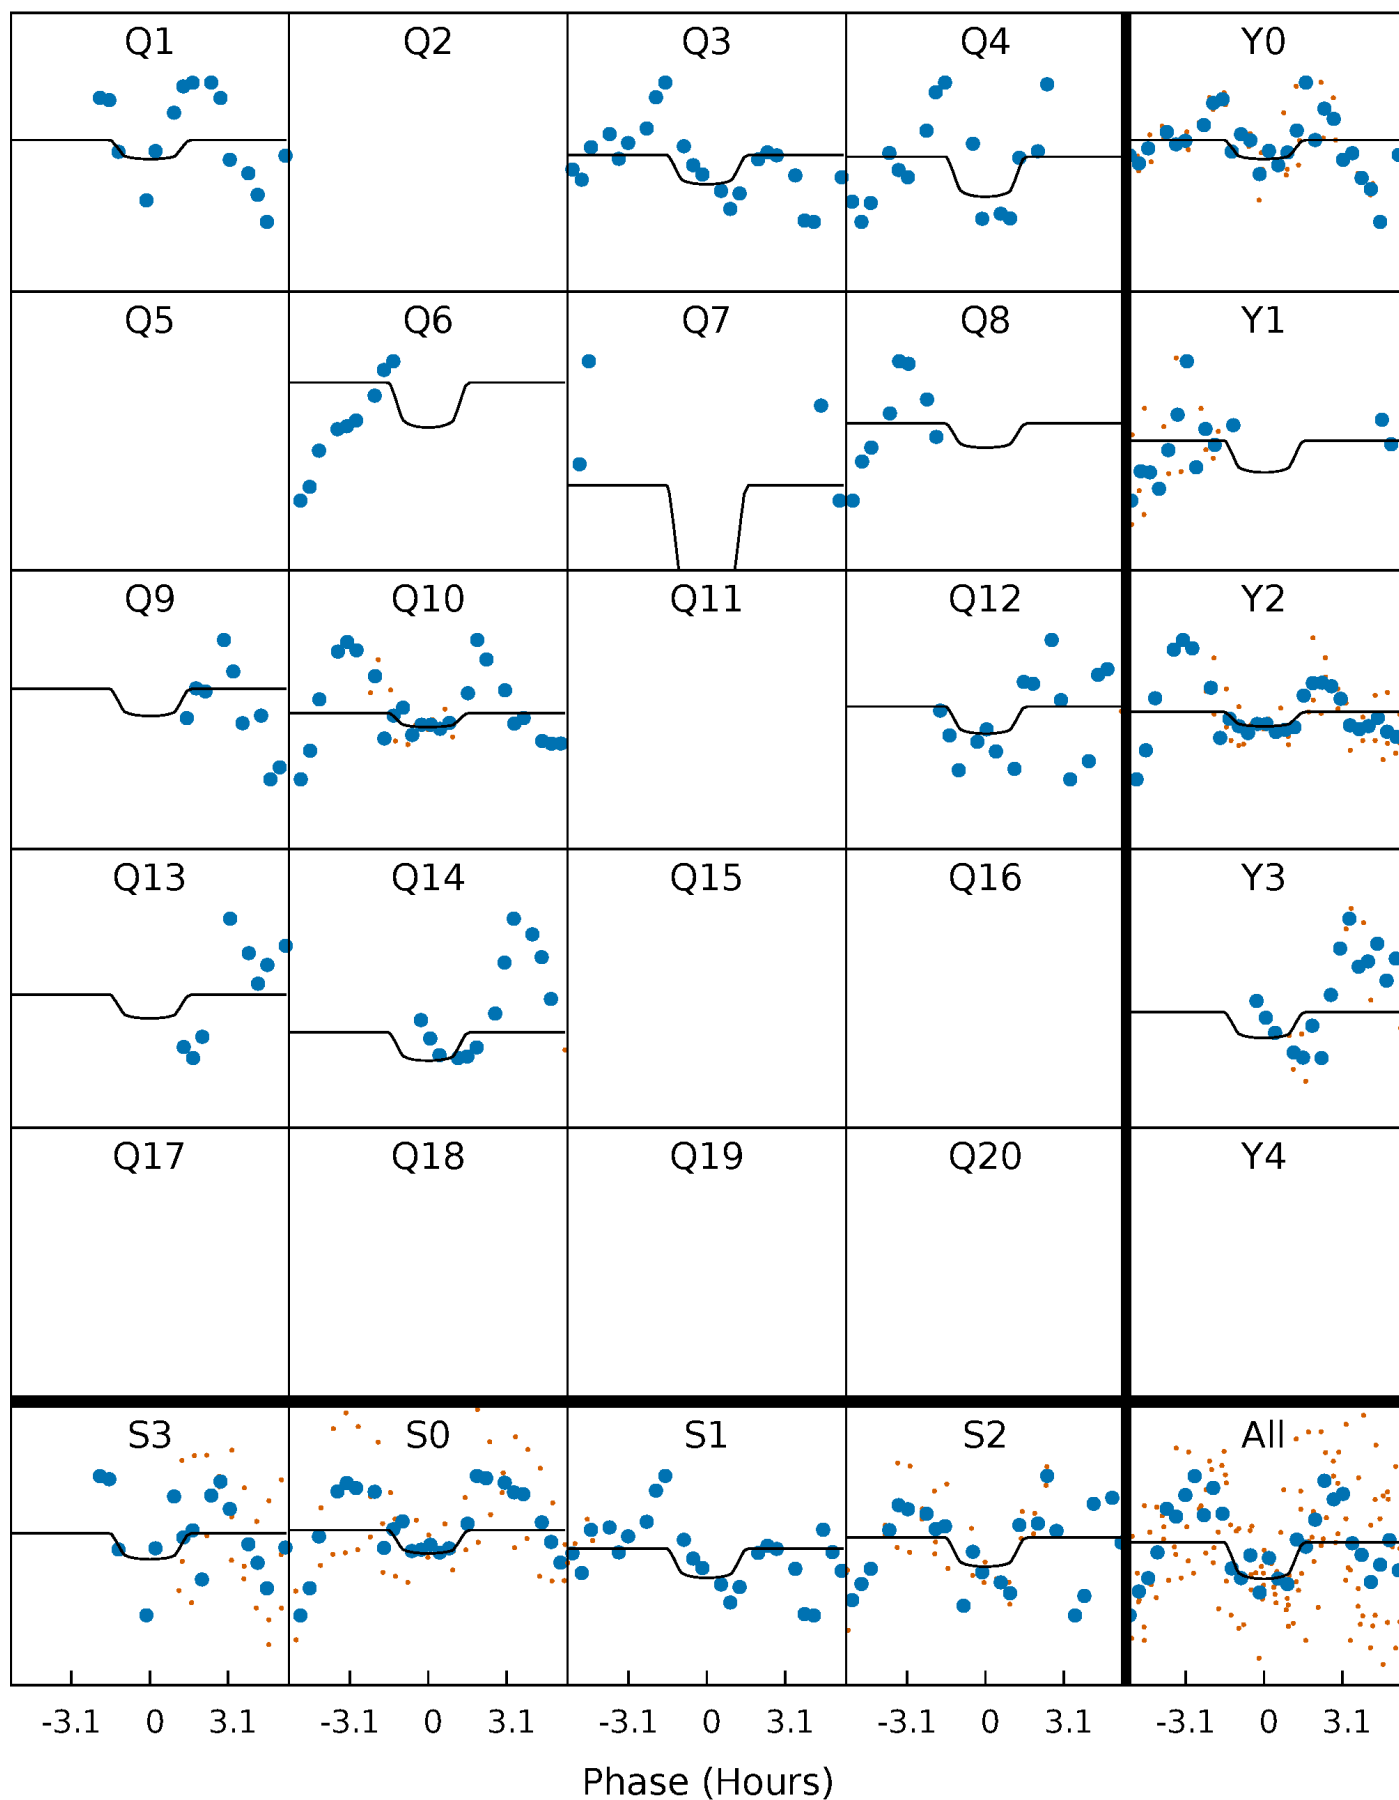 Q1 Q2 Q3 Q4 Y0
Q5 Q6 Q7 Q8 Y1
Q9 Q10 Q11 Q12 Y2
Q13 Q14 Q15 Q16 Y3
Q17 Q18 Q19 Q20 Y4
S3 S0 S1 S2 All
-3.1 0 3.1 -3.1 0 3.1 -3.1 0 3.1 -3.1 0 3.1 -3.1 0 3.1
Phase (Hours)